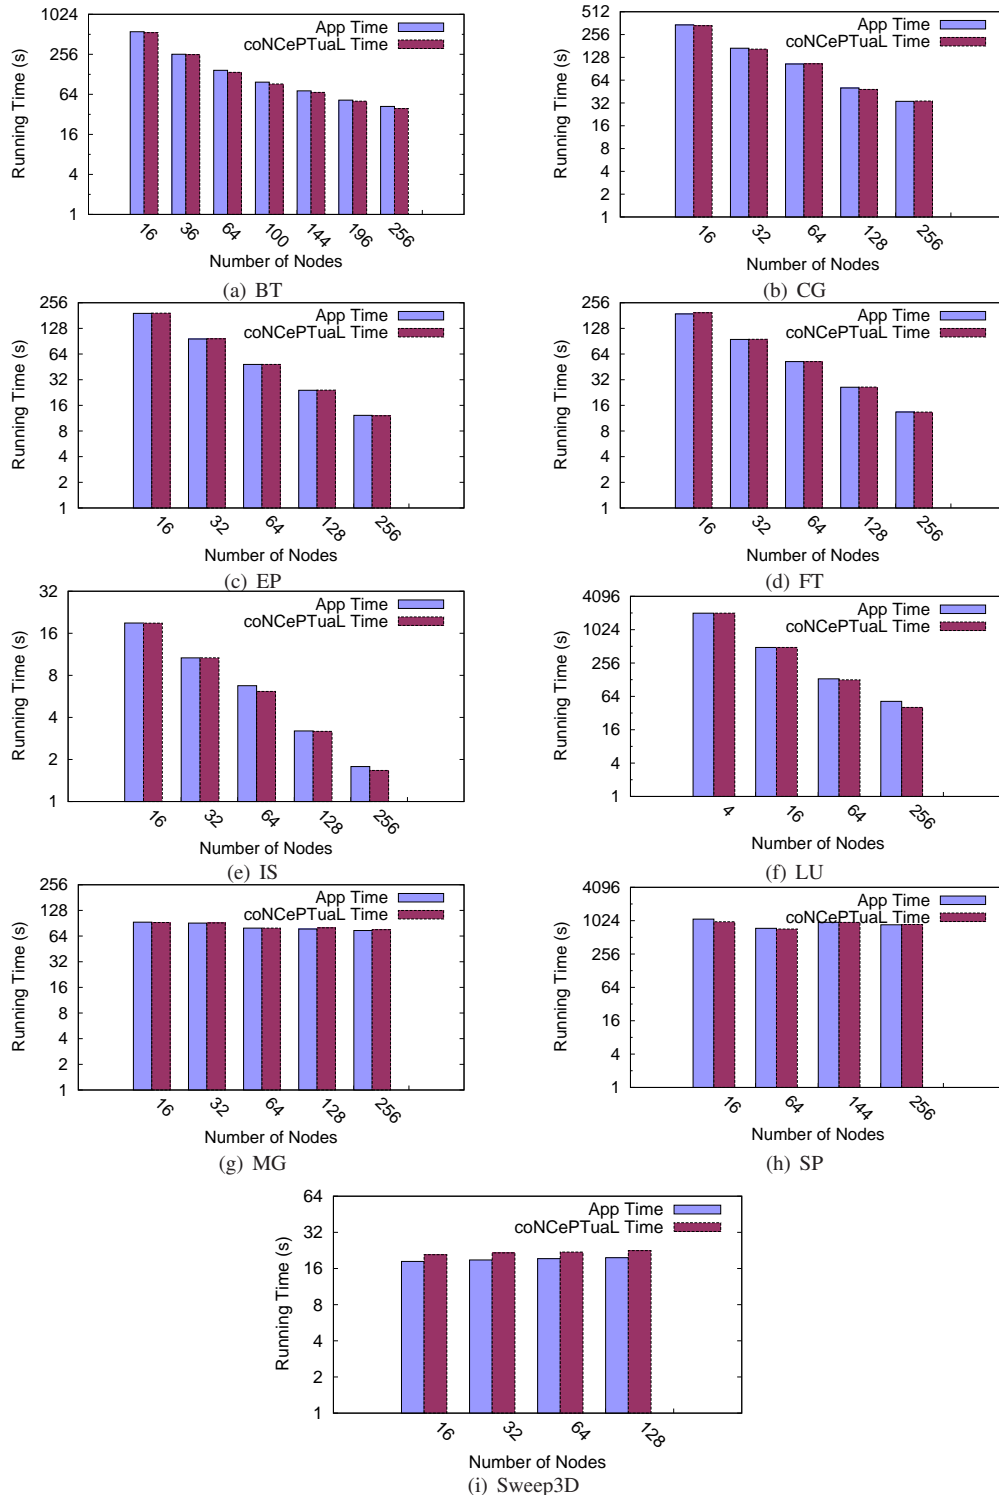 1024
256
64
16
4
1
Running Time (s)
App Time
coNCePTuaL Time
16 36 64 100 144 196 256
Number of Nodes
(a) BT
512
256
128
64
32
16
8
4
2
1
Running Time (s)
App Time
coNCePTuaL Time
16 32 64 128 256
Number of Nodes
(b) CG
256
128
64
32
16
8
4
2
1
Running Time (s)
App Time
coNCePTuaL Time
16 32 64 128 256
Number of Nodes
(c) EP
256
128
64
32
16
8
4
2
1
Running Time (s)
App Time
coNCePTuaL Time
16 32 64 128 256
Number of Nodes
(d) FT
32
16
8
4
2
1
Running Time (s)
App Time
coNCePTuaL Time
16 32 64 128 256
Number of Nodes
(e) IS
4096
1024
256
64
16
4
1
Running Time (s)
App Time
coNCePTuaL Time
4 16 64 256
Number of Nodes
(f) LU
256
128
64
32
16
8
4
2
1
Running Time (s)
App Time
coNCePTuaL Time
16 32 64 128 256
Number of Nodes
(g) MG
4096
1024
256
64
16
4
1
Running Time (s)
App Time
coNCePTuaL Time
16 64 144 256
Number of Nodes
(h) SP
64
32
16
8
4
2
1
Running Time (s)
App Time
coNCePTuaL Time
16 32 64 128
Number of Nodes
(i) Sweep3D